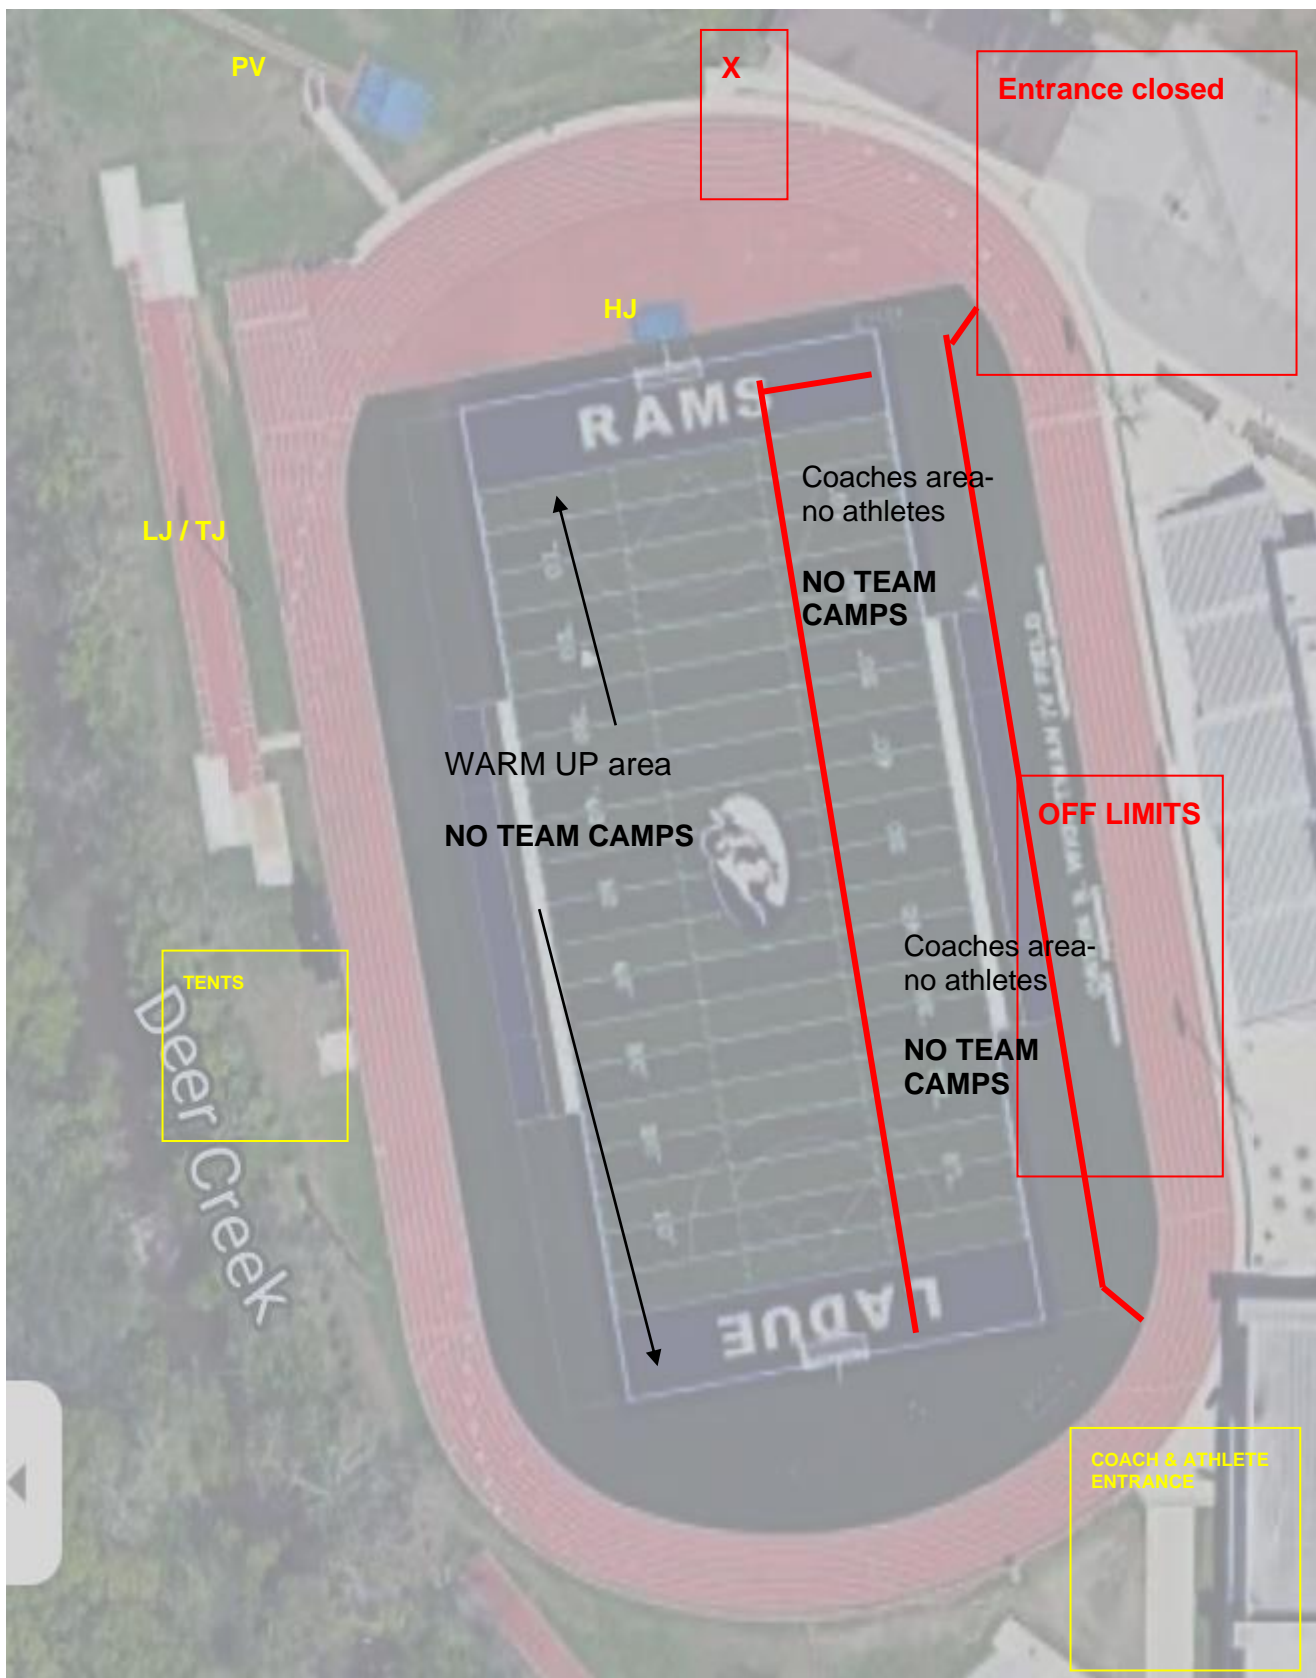 PV
X
Entrance closed
HJ
RAMS
Coaches area-
no athletes
NO TEAM
CAMPS
LJ / TJ
WARM UP area
NO TEAM CAMPS
OFF LIMITS
Coaches area-
no athletes
NO TEAM
CAMPS
TENTS
Deer Creek
LADUE
COACH & ATHLETE
ENTRANCE